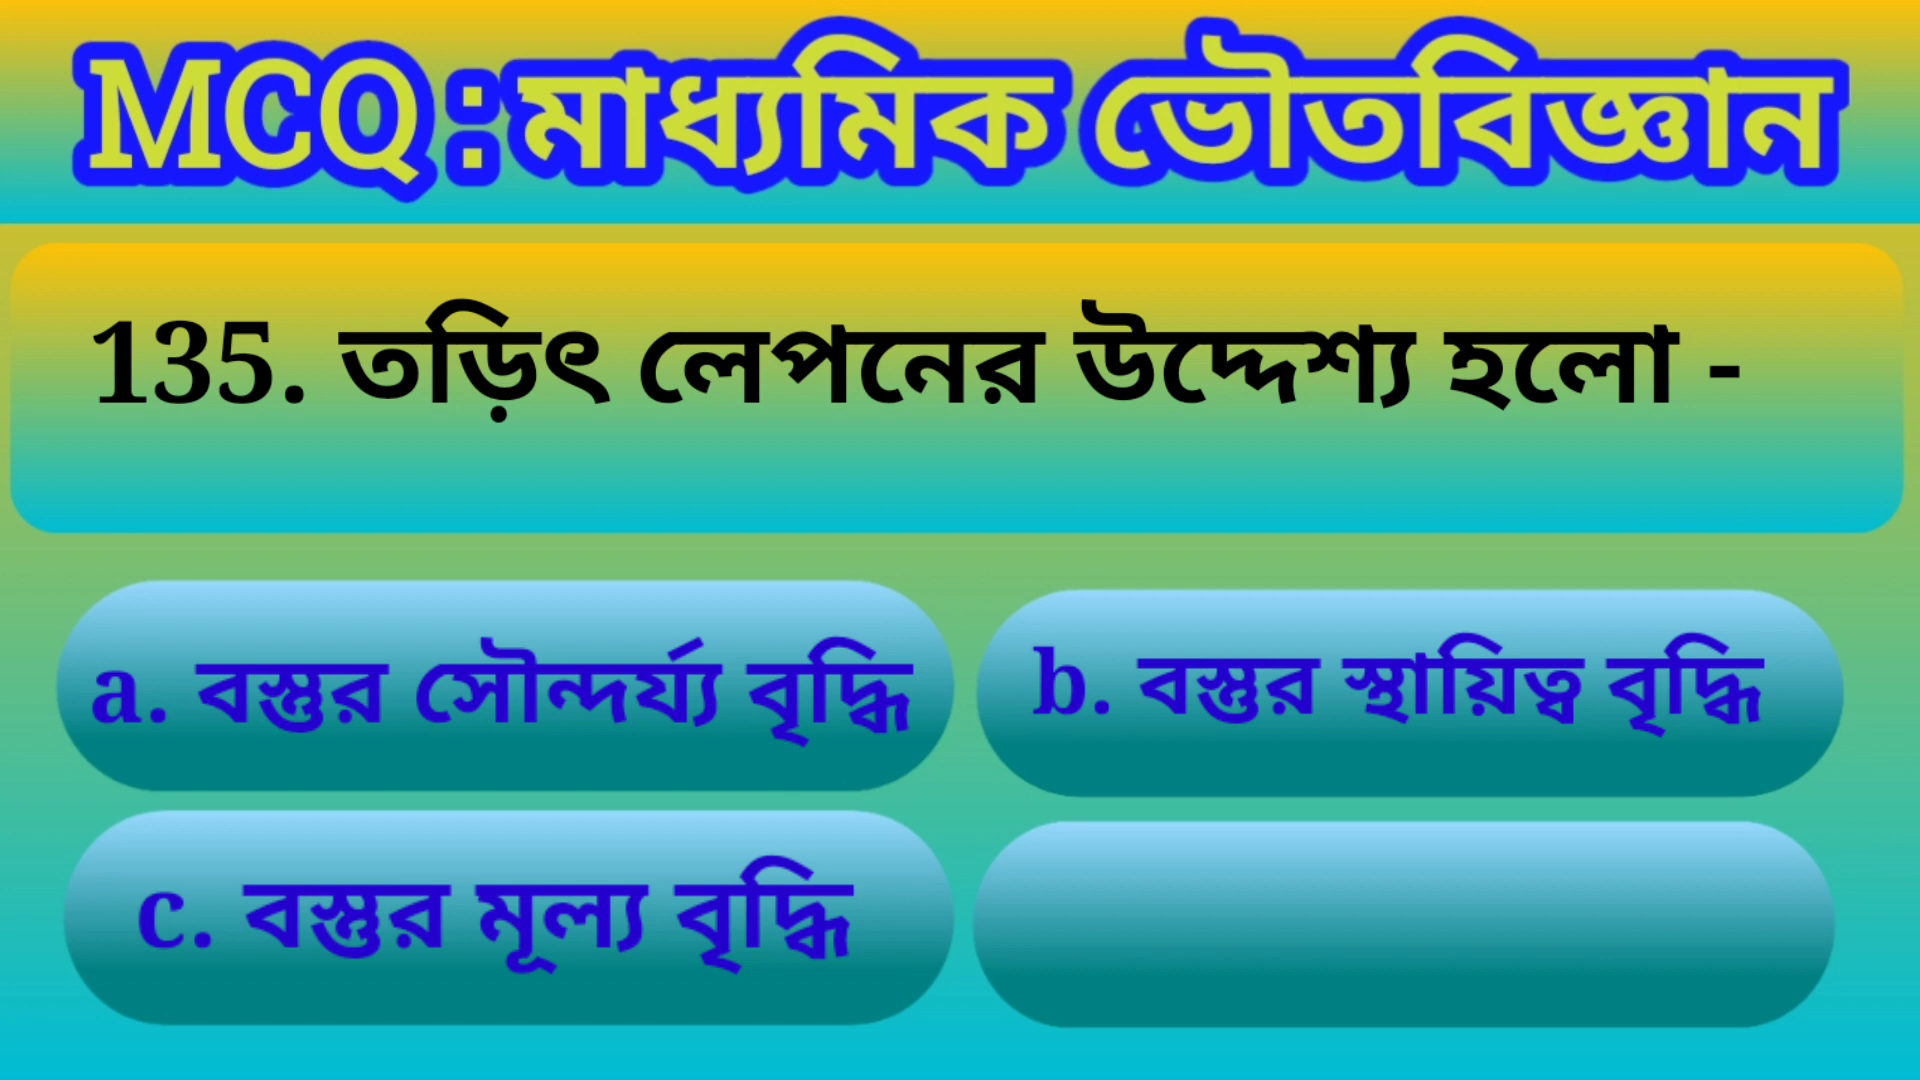 MCQ : মাধ্যমিক ভৌতবিজ্ঞান
135. তড়িৎ লেপনের উদ্দেশ্য হলো -
a. বস্তুর সৌন্দর্য্য বৃদ্ধি
b. বস্তুর স্থায়িত্ব বৃদ্ধি
c. বস্তুর মূল্য বৃদ্ধি